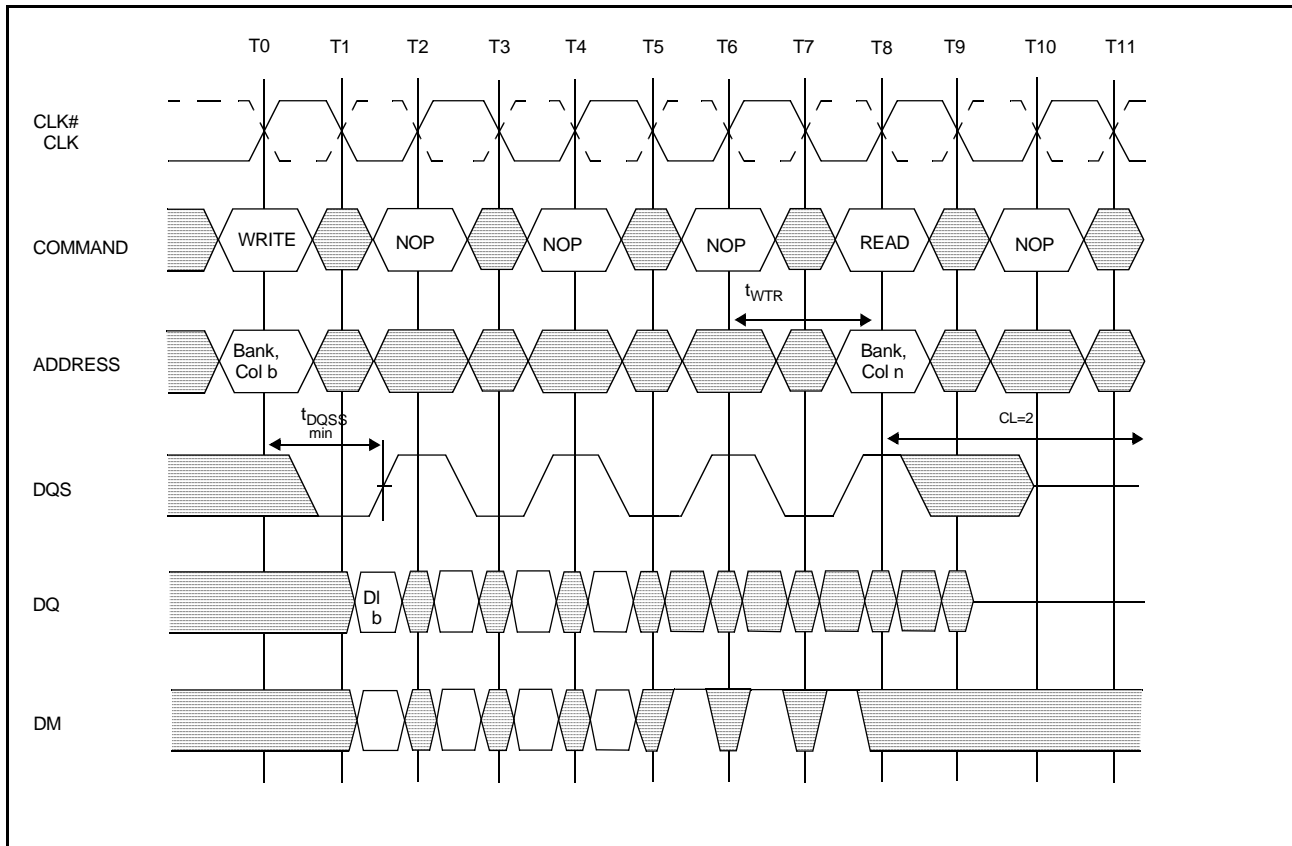 T0 T1 T2 T3 T4 T5 T6 T7 T8 T9 T10 T11
CLK#
CLK
COMMAND WRITE NOP NOP NOP READ NOP
tWTR
ADDRESS Bank, Col b Bank, Col n
tDQSS min CL=2
DQS
DQ DI b
DM